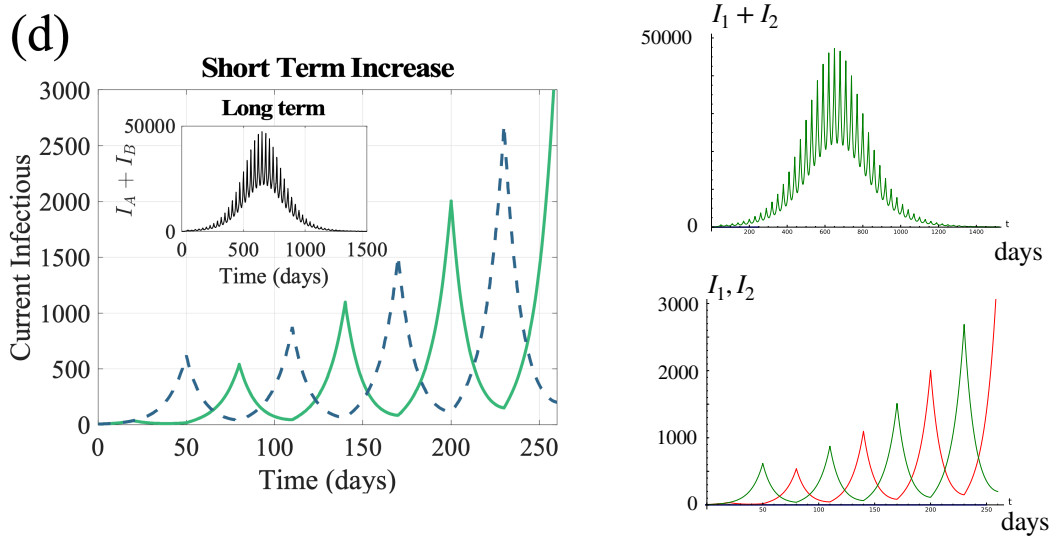 (d)
Short Term Increase
3000
2500
2000
1500
1000
500
0
Current Infectious
0 50 100 150 200 250
Time (days)
Long term
50000
0
I_A + I_B
0 500 1000 1500
Time (days)
I_1 + I_2
50000
0
200 400 600 800 1000 1200 1400
t
days
I_1, I_2
3000
2000
1000
0
50 100 150 200 250
t
days